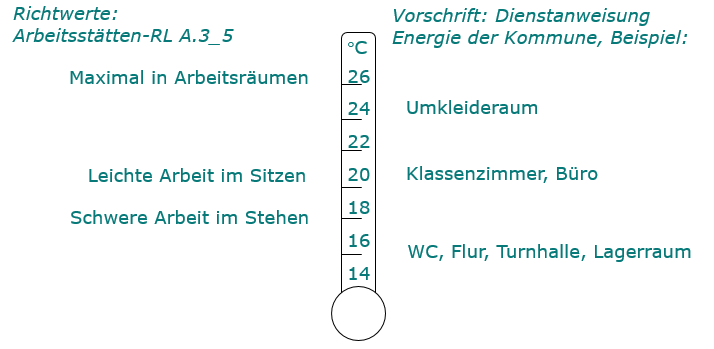 Richtwerte:
Arbeitsstätten-RL A.3_5
Vorschrift: Dienstanweisung
Energie der Kommune, Beispiel:
°C
Maximal in Arbeitsräumen
26
24
Umkleideraum
22
Leichte Arbeit im Sitzen
20
Klassenzimmer, Büro
18
Schwere Arbeit im Stehen
16
WC, Flur, Turnhalle, Lagerraum
14